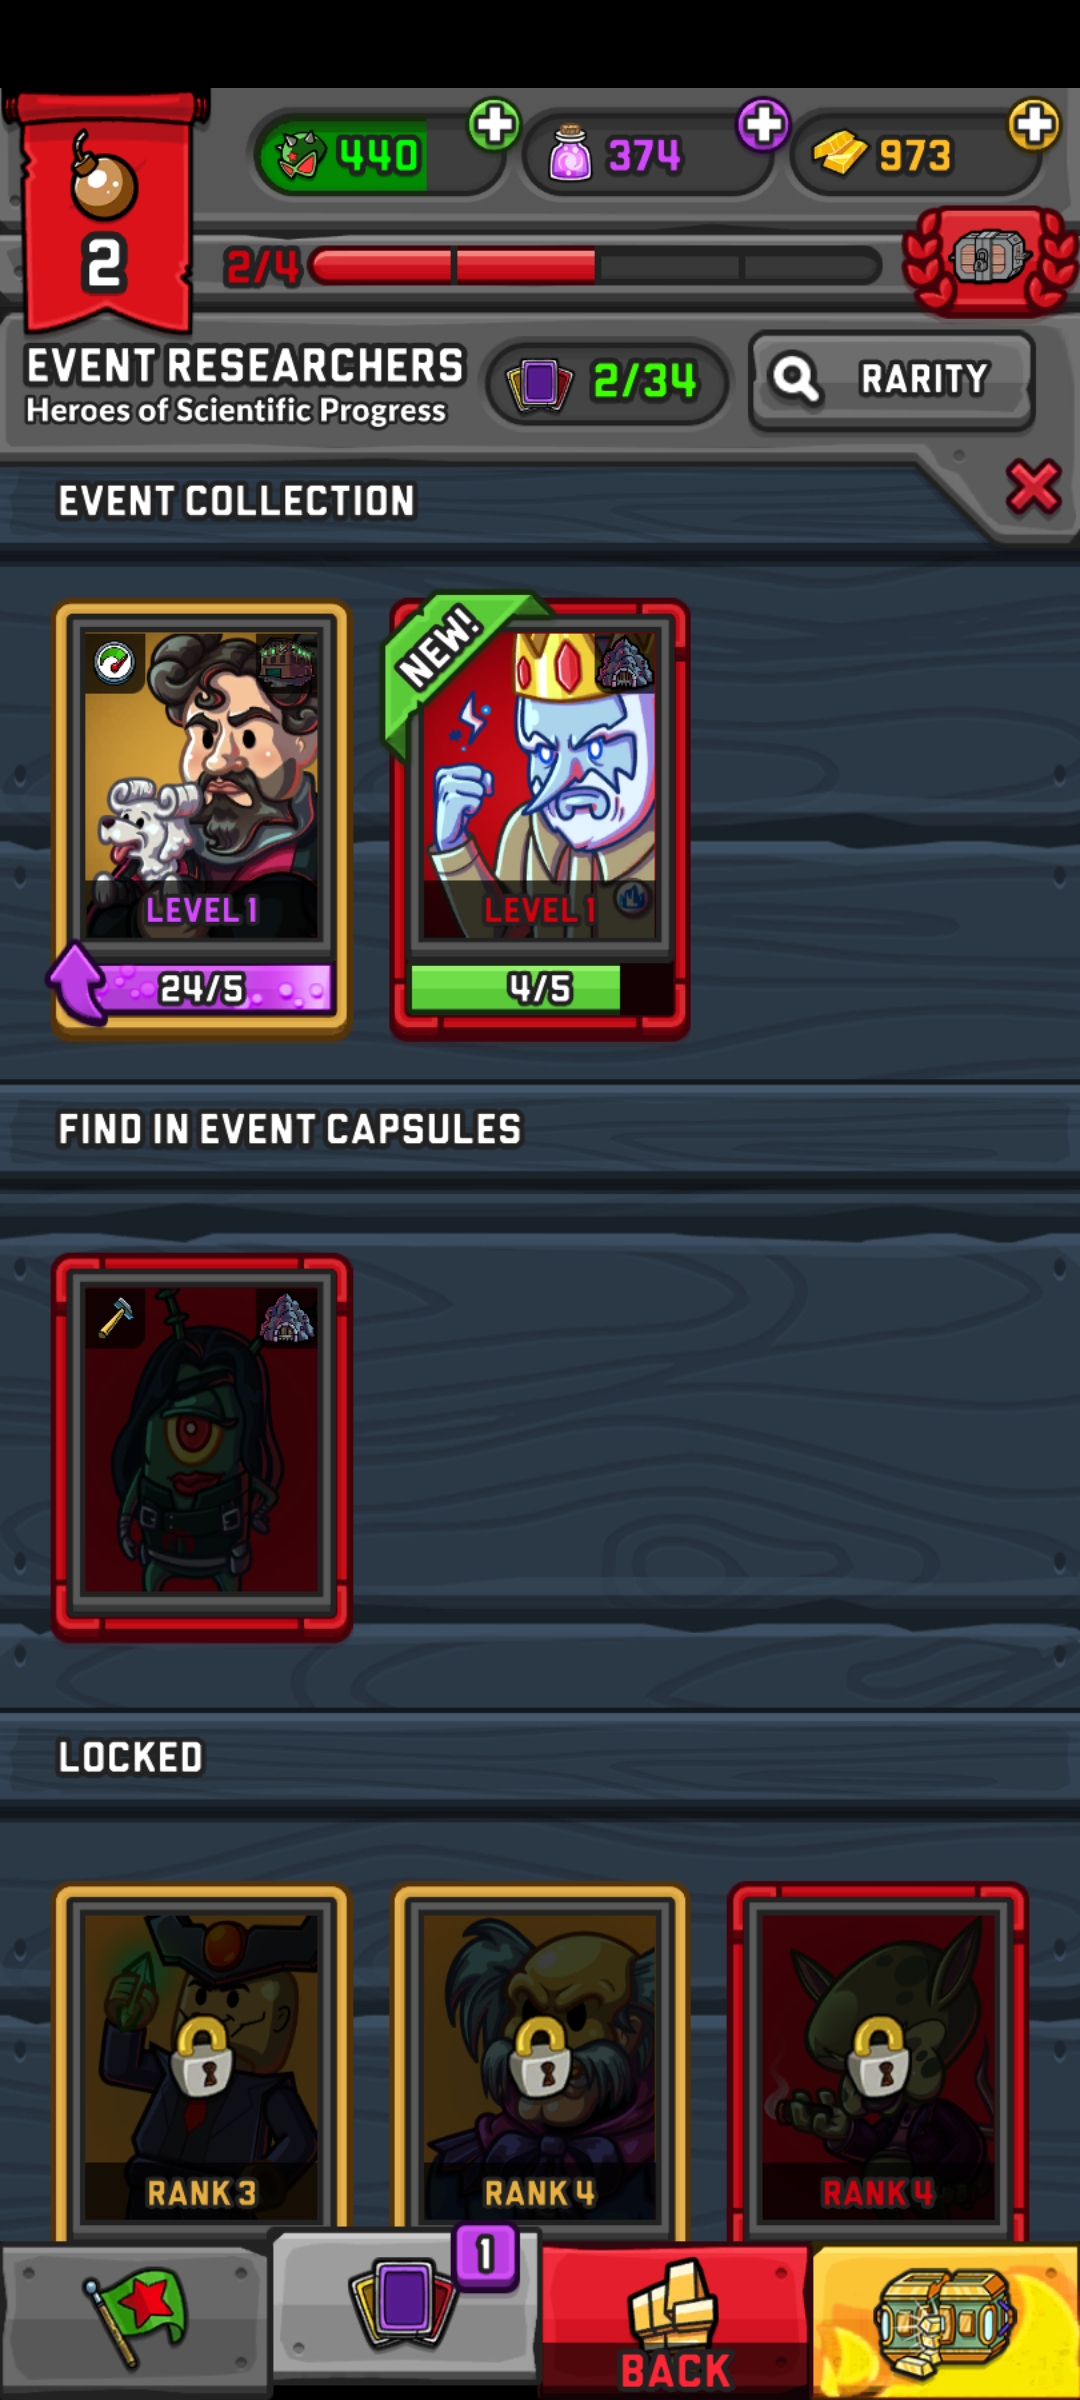 440
374
973
2
2/4
EVENT RESEARCHERS
Heroes of Scientific Progress
2/34
RARITY
EVENT COLLECTION
NEW!
LEVEL 1
LEVEL 1
24/5
4/5
FIND IN EVENT CAPSULES
LOCKED
RANK 3
RANK 4
RANK 4
1
BACK